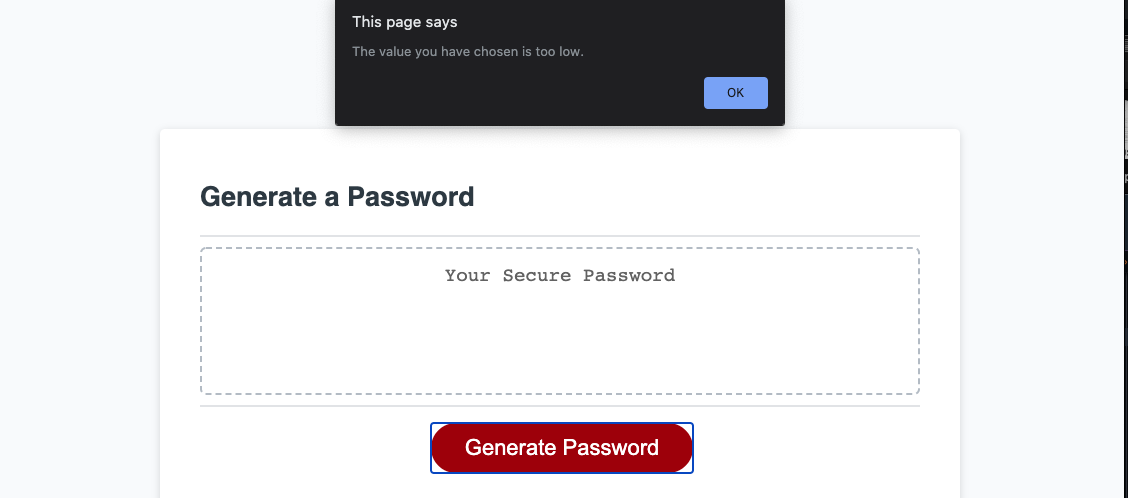 This page says
The value you have chosen is too low.
OK
Generate a Password
Your Secure Password
Generate Password